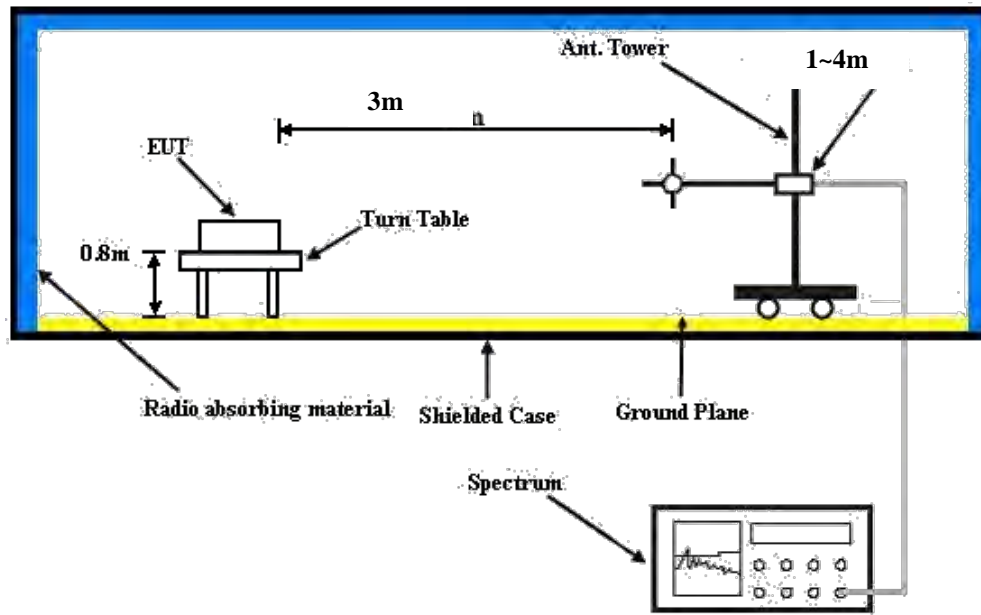 Ant. Tower
1~4m
3m
n
EUT
Turn Table
0.8m
Radio absorbing material
Shielded Case
Ground Plane
Spectrum